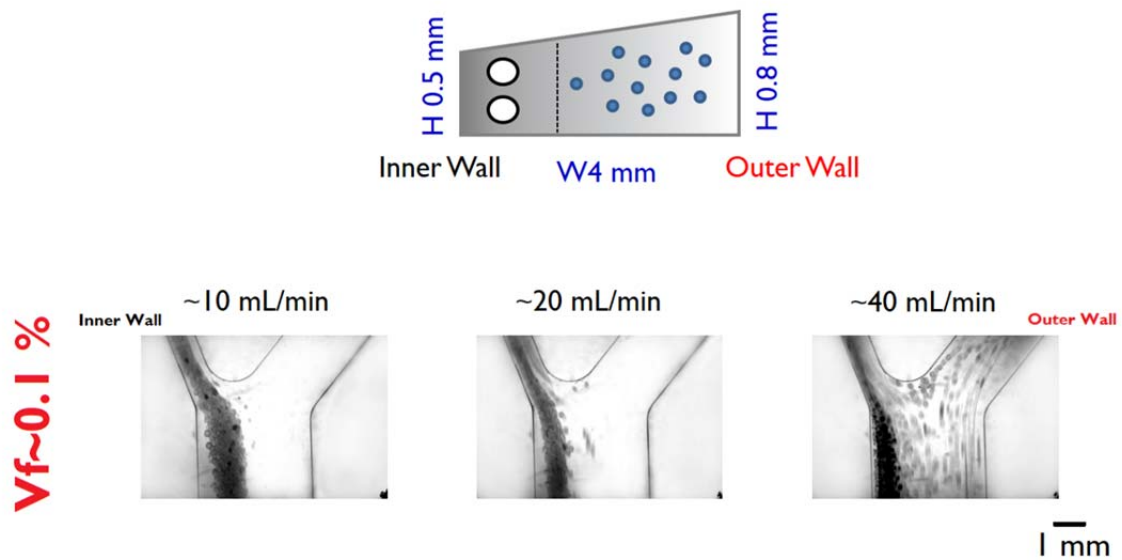 H 0.5 mm
H 0.8 mm
Inner Wall
W4 mm
Outer Wall
Vf~0.1 %
~10 mL/min
~20 mL/min
~40 mL/min
Inner Wall
Outer Wall
1 mm